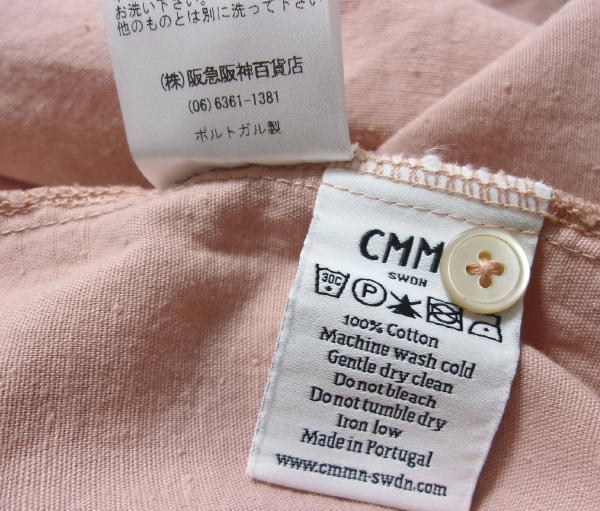 お洗い下さい。
他のものとは別に洗って下さい
(株)阪急阪神百貨店
(06)6361-1381
ポルトガル製
CMM
SWDN
30C
P
100% Cotton
Machine wash cold
Gentle dry clean
Do not bleach
Do not tumble dry
Iron low
Made in Portugal
www.cmmn-swdn.com